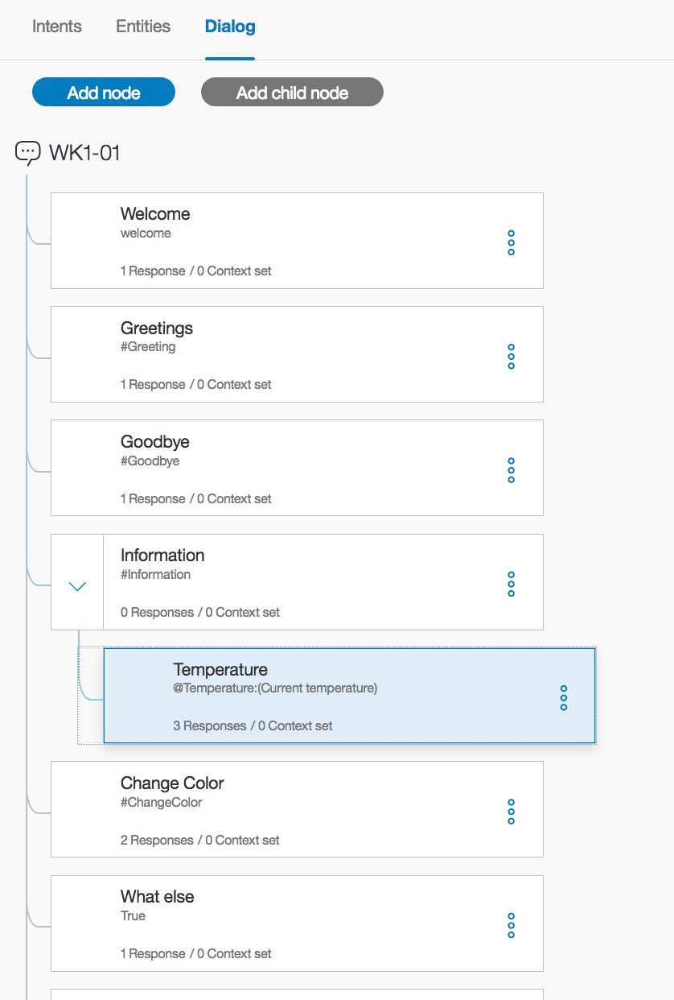 Intents Entities Dialog
Add node Add child node
WK1-01
Welcome
welcome
1 Response / 0 Context set
Greetings
#Greeting
1 Response / 0 Context set
Goodbye
#Goodbye
1 Response / 0 Context set
Information
#Information
0 Responses / 0 Context set
Temperature
@Temperature:(Current temperature)
3 Responses / 0 Context set
Change Color
#ChangeColor
2 Responses / 0 Context set
What else
True
1 Response / 0 Context set